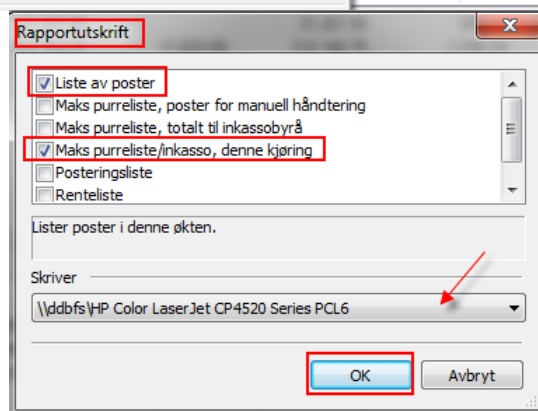 Rapportutskrift
Liste av poster
Maks purreliste, poster for manuell håndtering
Maks purreliste, totalt til inkassobyrå
Maks purreliste/inkasso, denne kjøring
Posteringsliste
Renteliste
Lister poster i denne økten.
Skriver
\\ddbfs\HP Color LaserJet CP4520 Series PCL6
OK Avbryt